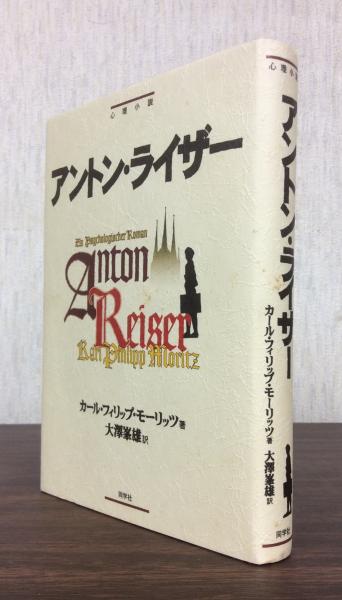 心理小説
アントン・ライザー
Ein Psychologischer Roman
Anton
Reiser
Karl Philipp Moritz
カール・フィリップ・モーリッツ 著
大澤峯雄 訳
同学社
心理小説
アントン・ライザー
カール・フィリップ・モーリッツ 著
大澤峯雄 訳
同学社